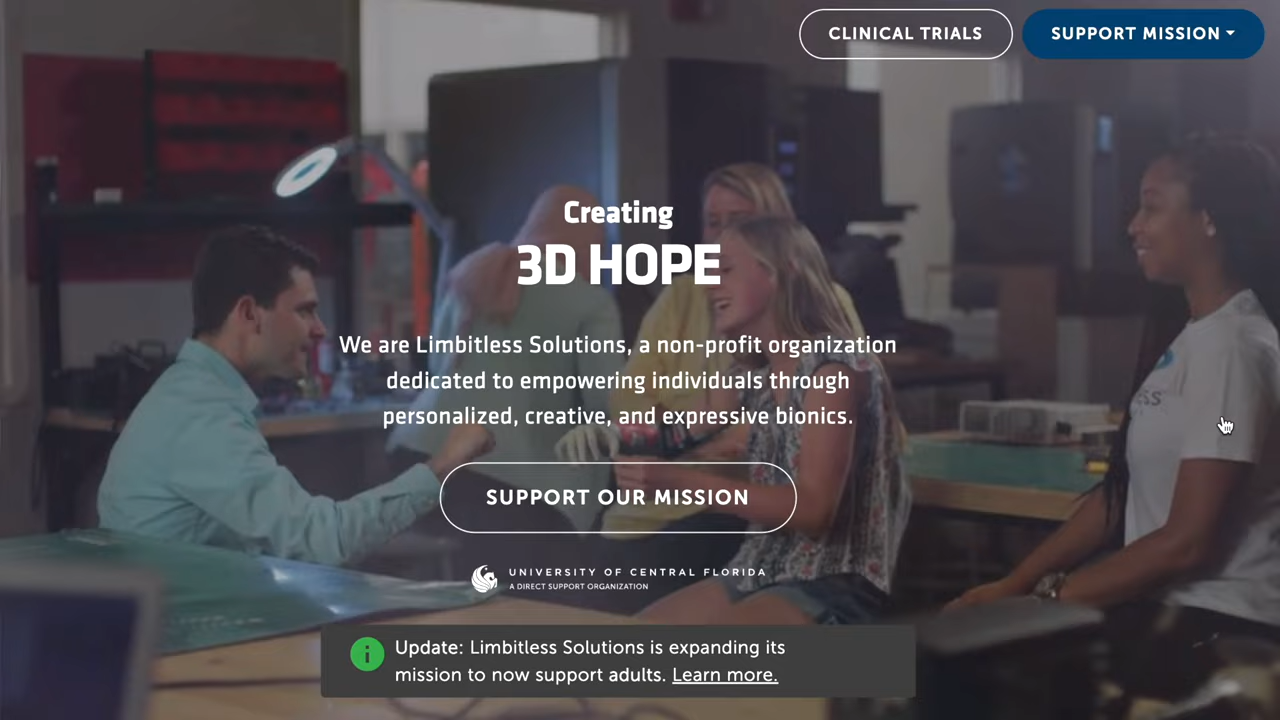 CLINICAL TRIALS
SUPPORT MISSION
Creating
3D HOPE
We are Limbitless Solutions, a non-profit organization
dedicated to empowering individuals through
personalized, creative, and expressive bionics.
SUPPORT OUR MISSION
UNIVERSITY OF CENTRAL FLORIDA
A DIRECT SUPPORT ORGANIZATION
Update: Limbitless Solutions is expanding its
mission to now support adults. Learn more.